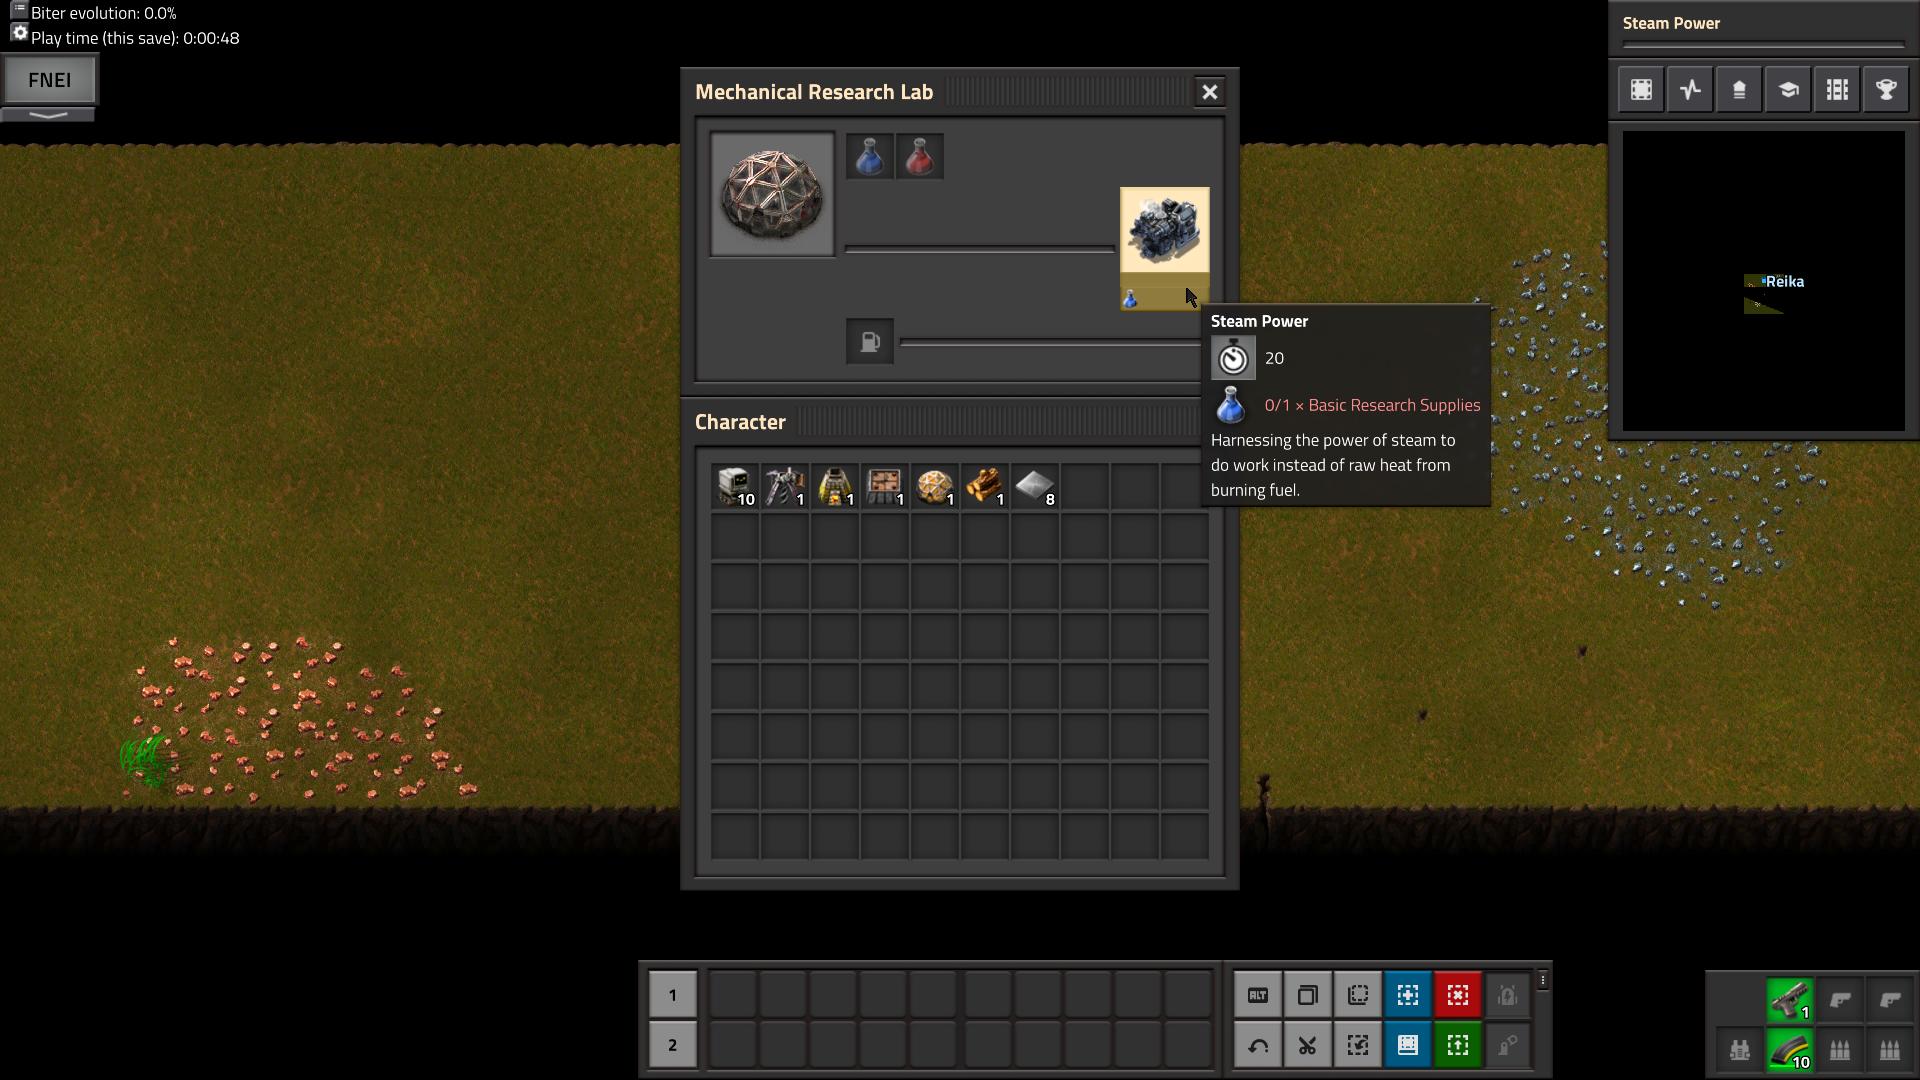 Biter evolution: 0.0%
Play time (this save): 0:00:48
FNEI
Mechanical Research Lab
Steam Power
Reika
Steam Power
20
0/1 × Basic Research Supplies
Harnessing the power of steam to
do work instead of raw heat from
burning fuel.
Character
10 1 1 1 1 1 8
1
ALT
2
1
10